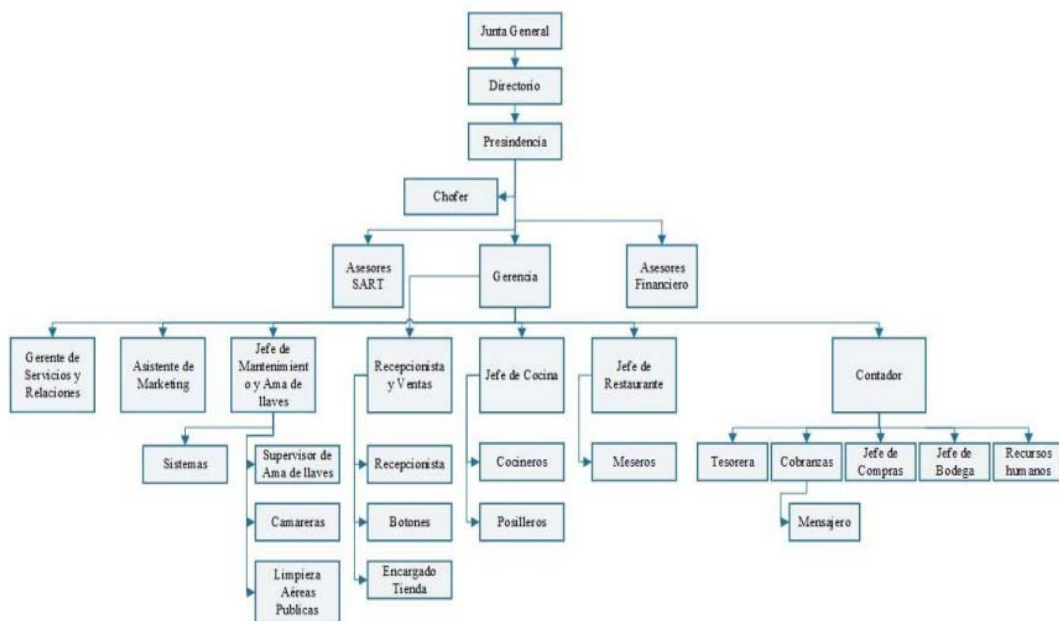 Junta General
Directorio
Presindencia
Chofer
Asesores
SART
Gerencia
Asesores
Financiero
Gerente de
Servicios y
Relaciones
Asistente de
Marketing
Jefe de
Mantenimient
o y Ama de
llaves
Recepcionista
y Ventas
Jefe de Cocina
Jefe de
Restaurante
Contador
Sistemas
Supervisor de
Ama de llaves
Recepcionista
Cocineros
Meseros
Tesorera
Cobranzas
Jefe de
Compras
Jefe de
Bodega
Recursos
humanos
Camareras
Botones
Posilleros
Mensajero
Limpieza
Aéreas
Publicas
Encargado
Tienda